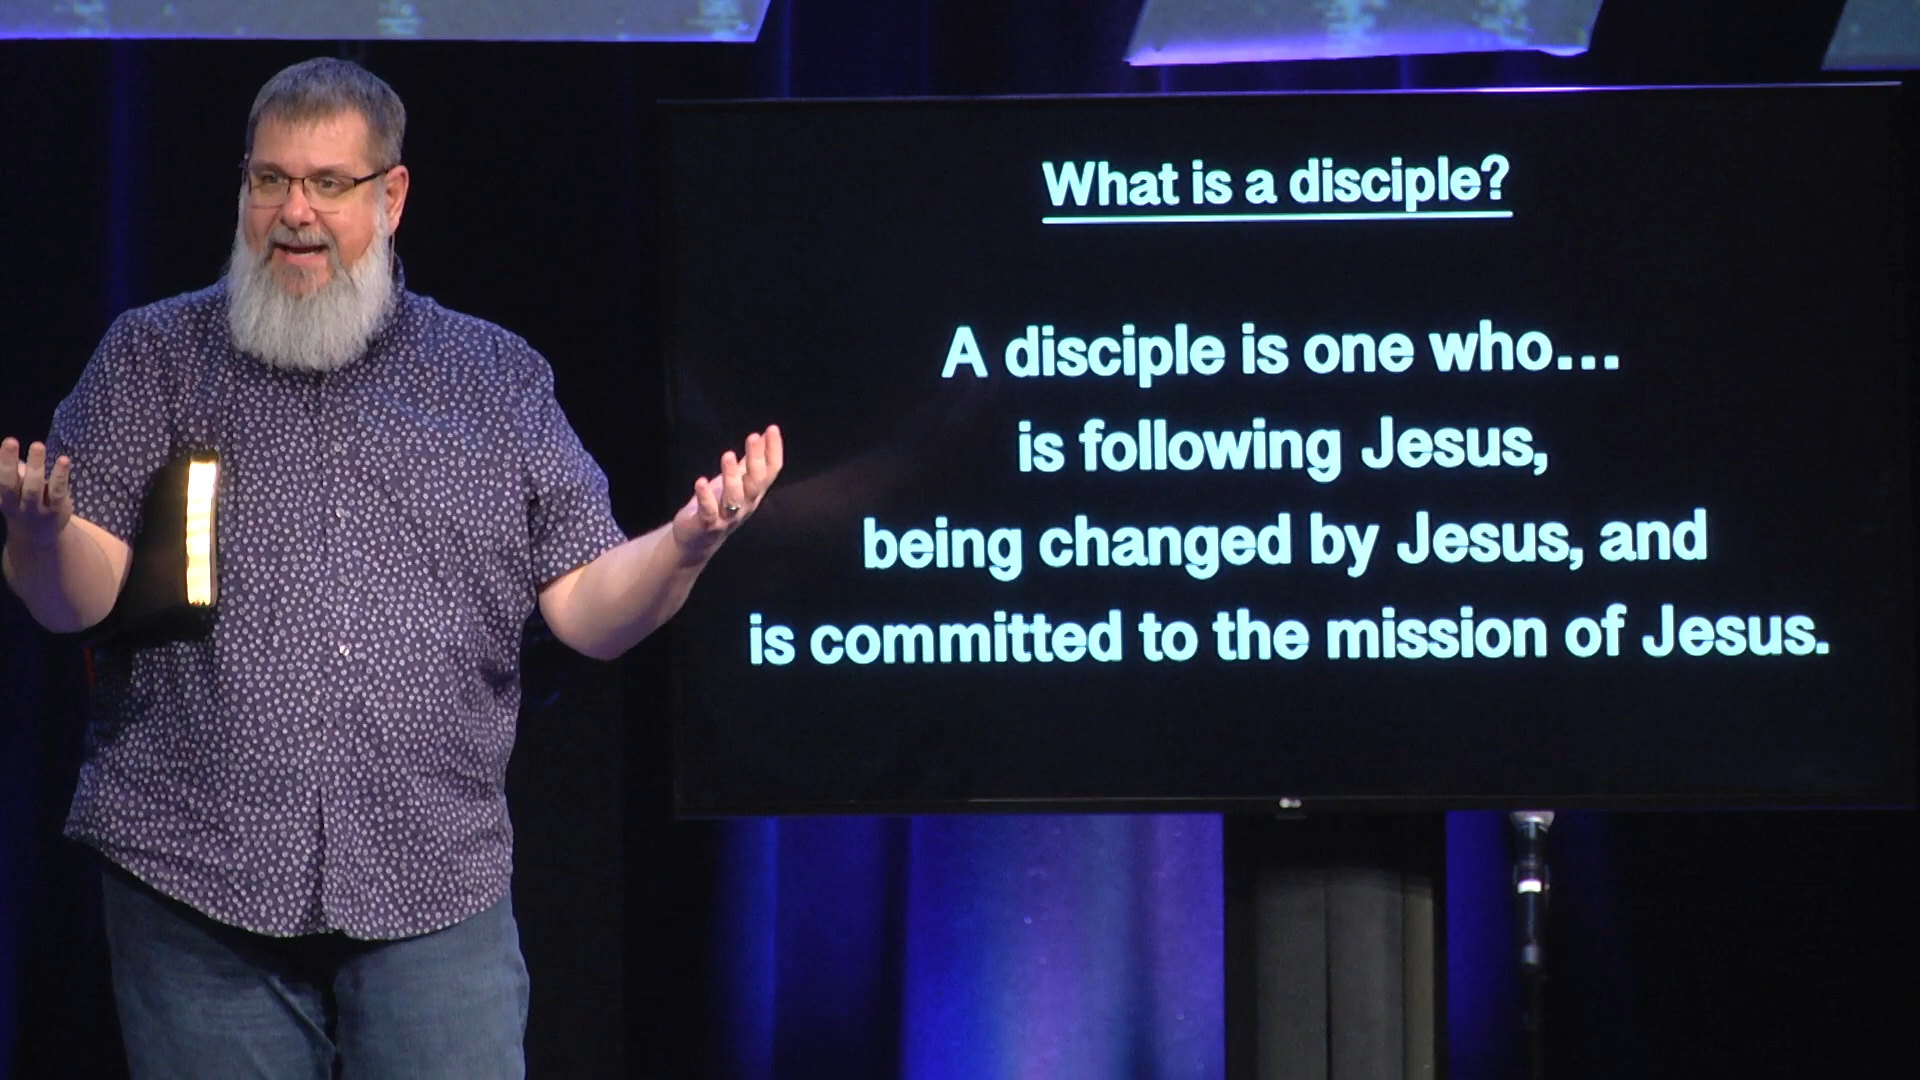 What is a disciple?
A disciple is one who...
is following Jesus,
being changed by Jesus, and
is committed to the mission of Jesus.